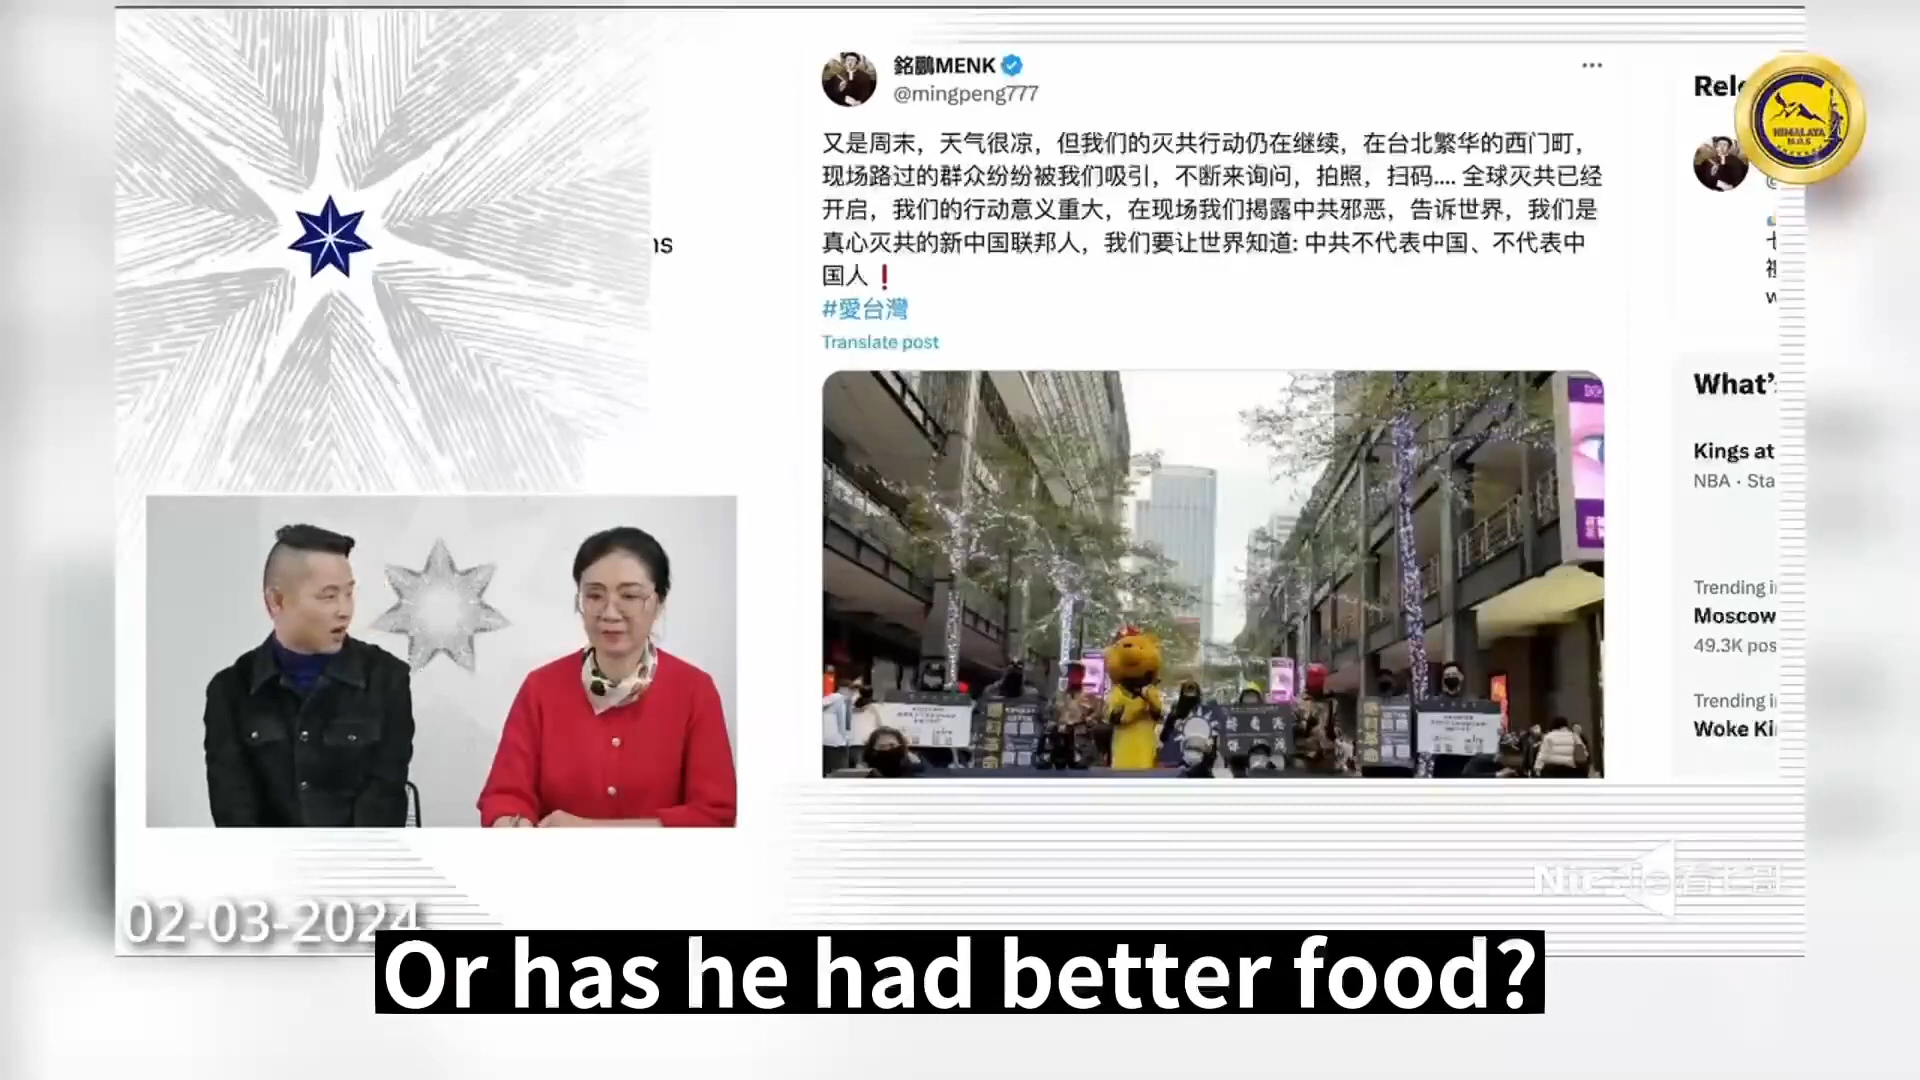 銘鵬MENK
@mingpeng777
又是周末，天气很凉，但我们的灭共行动仍在继续，在台北繁华的西门町，
现场路过的群众纷纷被我们吸引，不断来询问，拍照，扫码.... 全球灭共已经
开启，我们的行动意义重大，在现场我们揭露中共邪恶，告诉世界，我们是
真心灭共的新中国联邦人，我们要让世界知道: 中共不代表中国、不代表中
国人❗
#愛台灣
Translate post
ns
HIMALAYA
What's
Kings at
NBA · Sta
Trending i
Moscow
49.3K pos
Trending i
Woke Ki
02-03-2024
Or has he had better food?